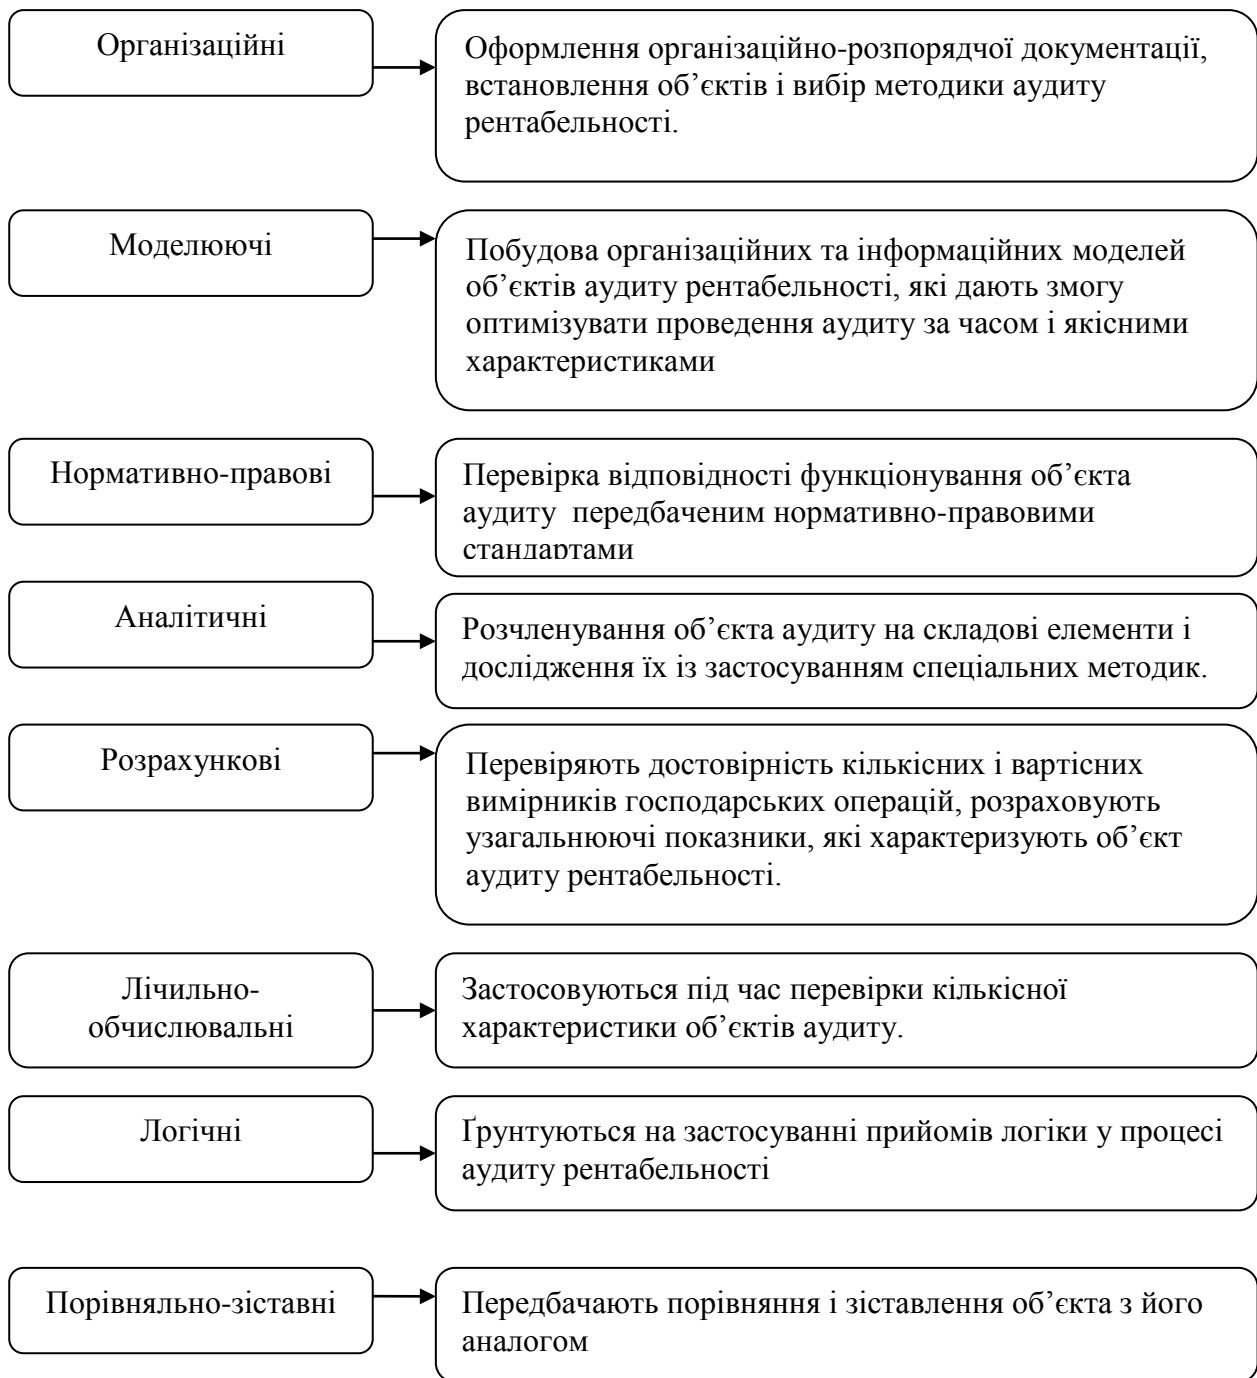 Організаційні
Оформлення організаційно-розпорядчої документації,
встановлення об’єктів і вибір методики аудиту
рентабельності.
Моделюючі
Побудова організаційних та інформаційних моделей
об’єктів аудиту рентабельності, які дають змогу
оптимізувати проведення аудиту за часом і якісними
характеристиками
Нормативно-правові
Перевірка відповідності функціонування об’єкта
аудиту передбаченим нормативно-правовими
стандартами
Аналітичні
Розчленування об’єкта аудиту на складові елементи і
дослідження їх із застосуванням спеціальних методик.
Розрахункові
Перевіряють достовірність кількісних і вартісних
вимірників господарських операцій, розраховують
узагальнюючі показники, які характеризують об’єкт
аудиту рентабельності.
Лічильно-
обчислювальні
Застосовуються під час перевірки кількісної
характеристики об’єктів аудиту.
Логічні
Ґрунтуються на застосуванні прийомів логіки у процесі
аудиту рентабельності
Порівняльно-зіставні
Передбачають порівняння і зіставлення об’єкта з його
аналогом